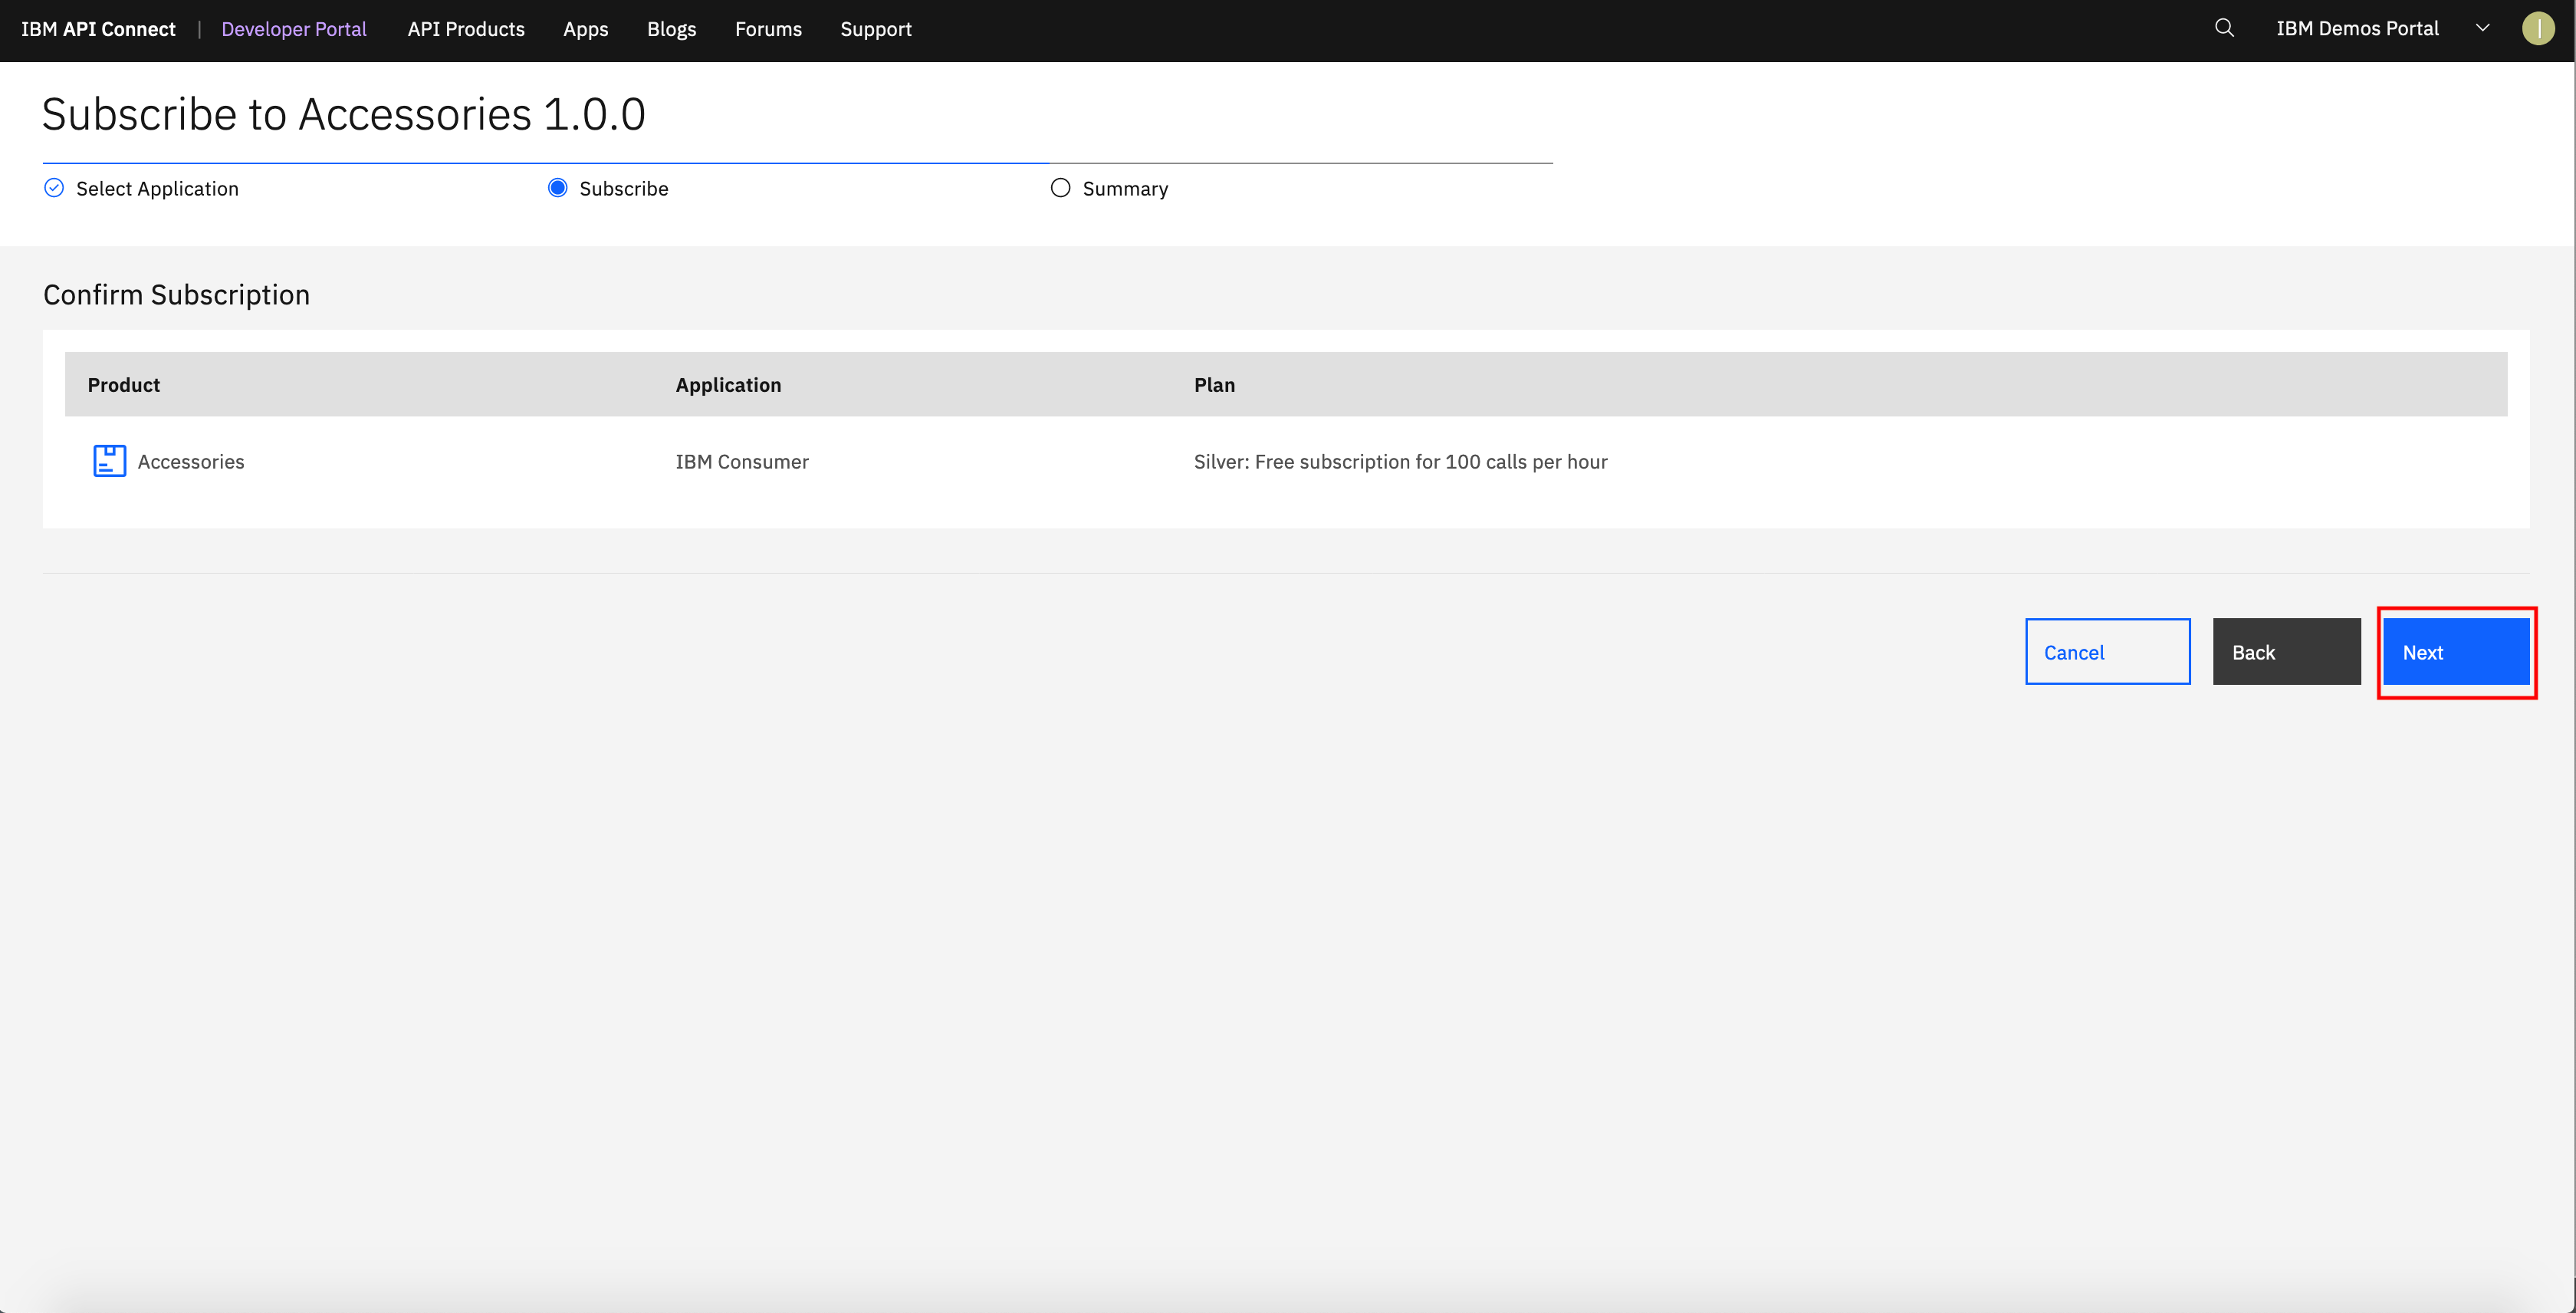 IBM API Connect | Developer Portal API Products Apps Blogs Forums Support IBM Demos Portal
Subscribe to Accessories 1.0.0
Select Application Subscribe Summary
Confirm Subscription
Product Application Plan
Accessories IBM Consumer Silver: Free subscription for 100 calls per hour
Cancel Back Next